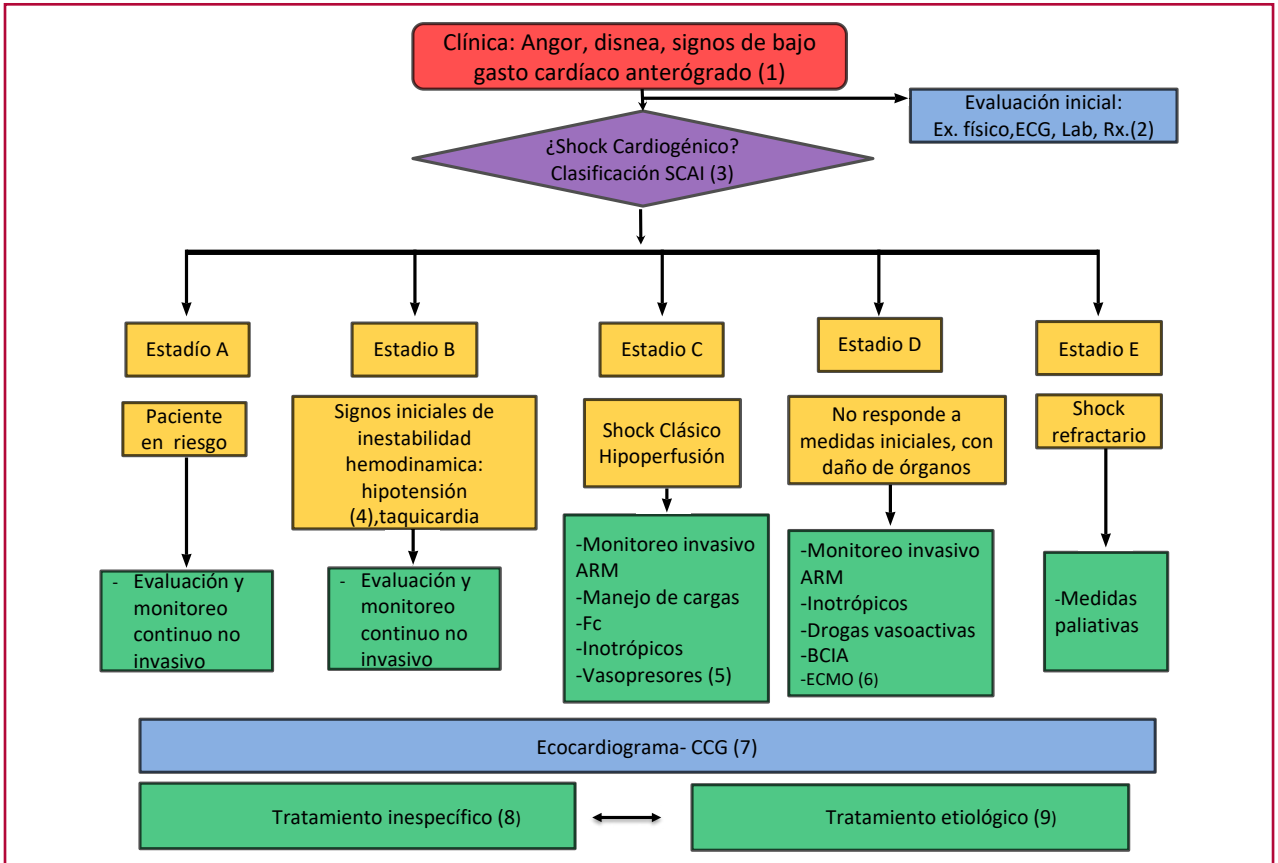 Clínica: Angor, disnea, signos de bajo
gasto cardíaco anterógrado (1)
Evaluación inicial:
Ex. físico,ECG, Lab, Rx.(2)
¿Shock Cardiogénico?
Clasificación SCAI (3)
Estadío A
Estadio B
Estadio C
Estadio D
Estadio E
Paciente
en riesgo
Signos iniciales de
inestabilidad
hemodinamica:
hipotensión
(4),taquicardia
Shock Clásico
Hipoperfusión
No responde a
medidas iniciales, con
daño de órganos
Shock
refractario
- Evaluación y
monitoreo
continuo no
invasivo
- Evaluación y
monitoreo
continuo no
invasivo
-Monitoreo invasivo
ARM
-Manejo de cargas
-Fc
-Inotrópicos
-Vasopresores (5)
-Monitoreo invasivo
ARM
-Inotrópicos
-Drogas vasoactivas
-BCIA
-ECMO (6)
-Medidas
paliativas
Ecocardiograma- CCG (7)
Tratamiento inespecífico (8)
Tratamiento etiológico (9)